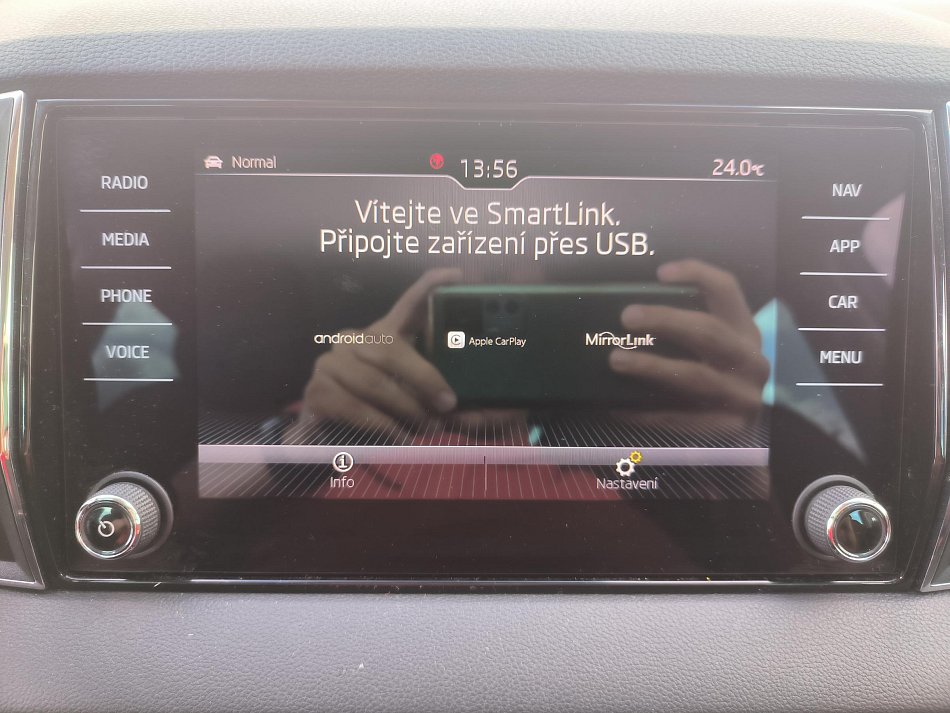 Normal
13:56
24.0°C
Vítejte ve SmartLink.
Připojte zařízení přes USB.
androidauto
Apple CarPlay
MirrorLink
Info
Nastavení
RADIO
MEDIA
PHONE
VOICE
NAV
APP
CAR
MENU